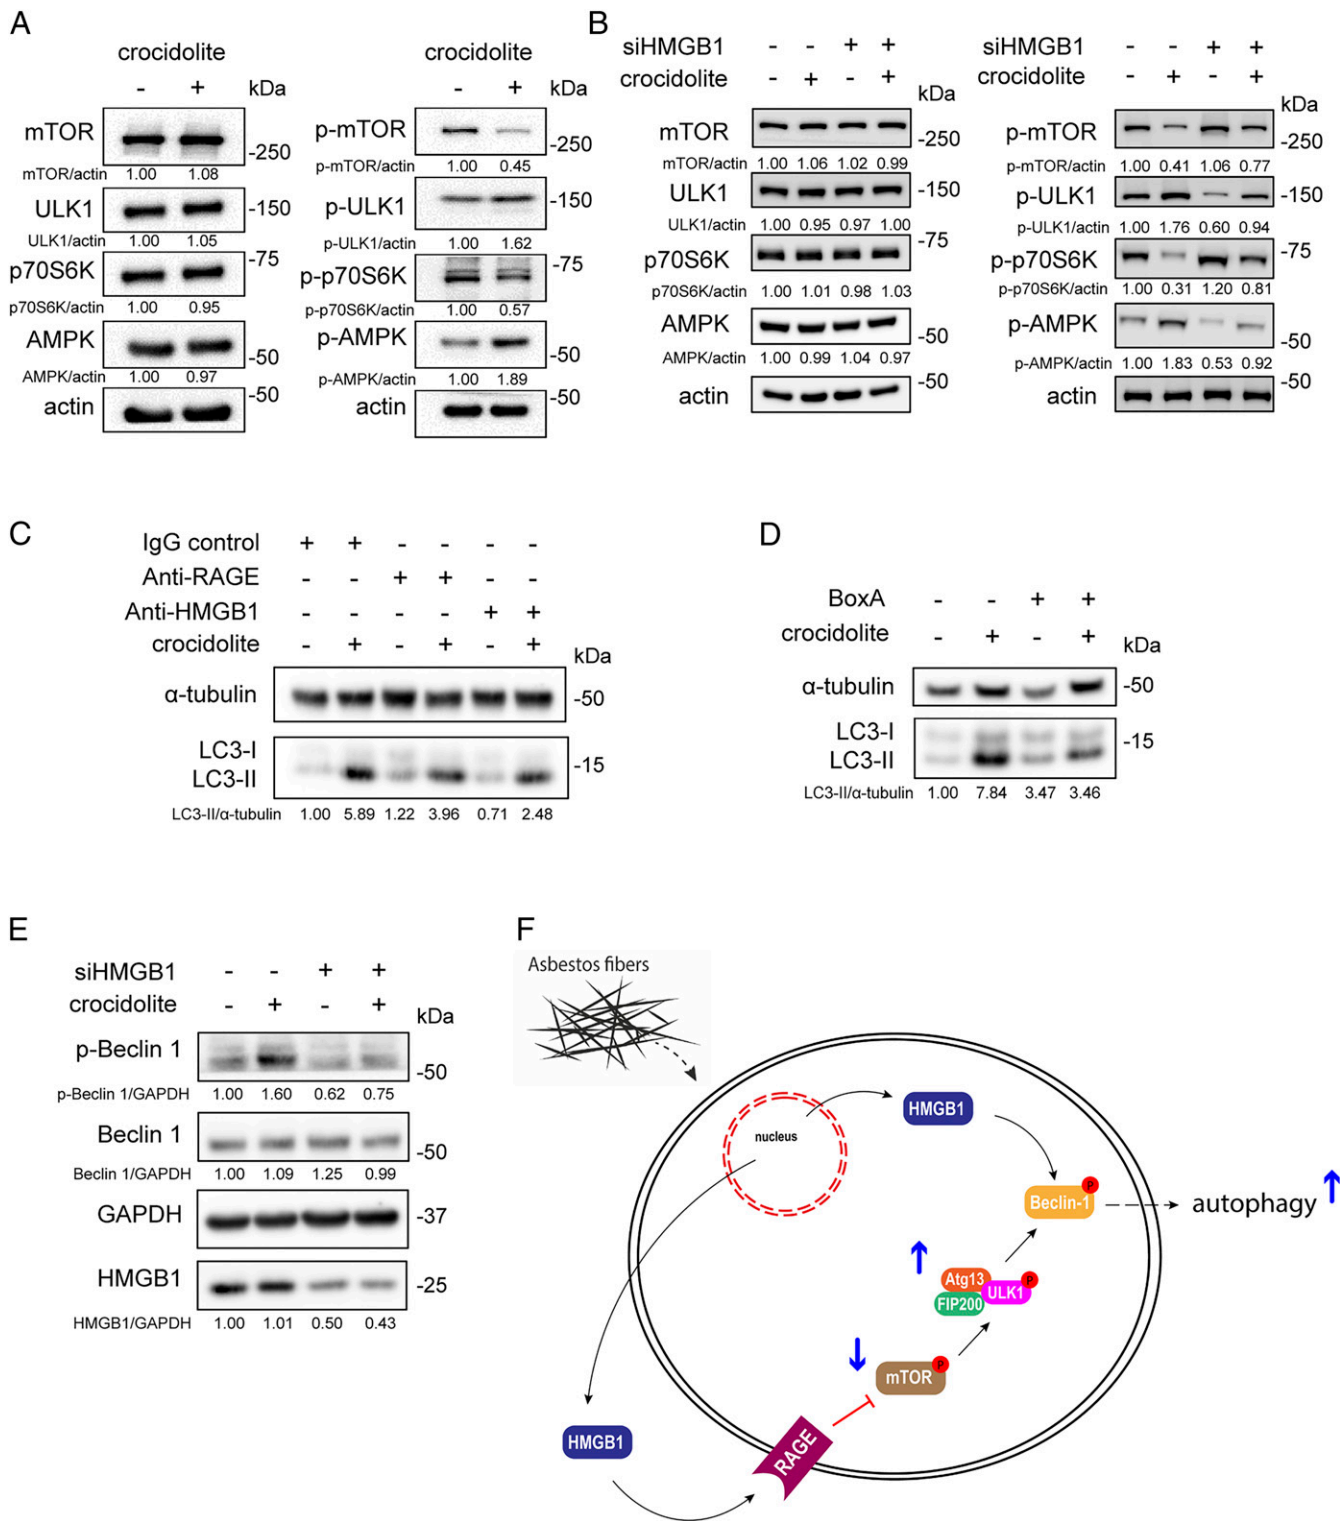 A
crocidolite
- + kDa
mTOR -250
mTOR/actin 1.00 1.08
ULK1 -150
ULK1/actin 1.00 1.05
p70S6K -75
p70S6K/actin 1.00 0.95
AMPK -50
AMPK/actin 1.00 0.97
actin -50
crocidolite
- + kDa
p-mTOR -250
p-mTOR/actin 1.00 0.45
p-ULK1 -150
p-ULK1/actin 1.00 1.62
p-p70S6K -75
p-p70S6K/actin 1.00 0.57
p-AMPK -50
p-AMPK/actin 1.00 1.89
actin -50
B
siHMGB1 - - + +
crocidolite - + - +
kDa
mTOR -250
mTOR/actin 1.00 1.06 1.02 0.99
ULK1 -150
ULK1/actin 1.00 0.95 0.97 1.00
p70S6K -75
p70S6K/actin 1.00 1.01 0.98 1.03
AMPK -50
AMPK/actin 1.00 0.99 1.04 0.97
actin -50
siHMGB1 - - + +
crocidolite - + - +
kDa
p-mTOR -250
p-mTOR/actin 1.00 0.41 1.06 0.77
p-ULK1 -150
p-ULK1/actin 1.00 1.76 0.60 0.94
p-p70S6K -75
p-p70S6K/actin 1.00 0.31 1.20 0.81
p-AMPK -50
p-AMPK/actin 1.00 1.83 0.53 0.92
actin -50
C
IgG control + + - - - -
Anti-RAGE - - + + - -
Anti-HMGB1 - - - - + +
crocidolite - + - + - +
kDa
α-tubulin -50
LC3-I
LC3-II -15
LC3-II/α-tubulin 1.00 5.89 1.22 3.96 0.71 2.48
D
BoxA - - + +
crocidolite - + - +
kDa
α-tubulin -50
LC3-I -15
LC3-II
LC3-II/α-tubulin 1.00 7.84 3.47 3.46
E
siHMGB1 - - + +
crocidolite - + - +
kDa
p-Beclin 1 -50
p-Beclin 1/GAPDH 1.00 1.60 0.62 0.75
Beclin 1 -50
Beclin 1/GAPDH 1.00 1.09 1.25 0.99
GAPDH -37
HMGB1 -25
HMGB1/GAPDH 1.00 1.01 0.50 0.43
F
Asbestos fibers
nucleus
HMGB1
P
Beclin-1
autophagy
Atg13
P
ULK1
FIP200
P
mTOR
RAGE
HMGB1